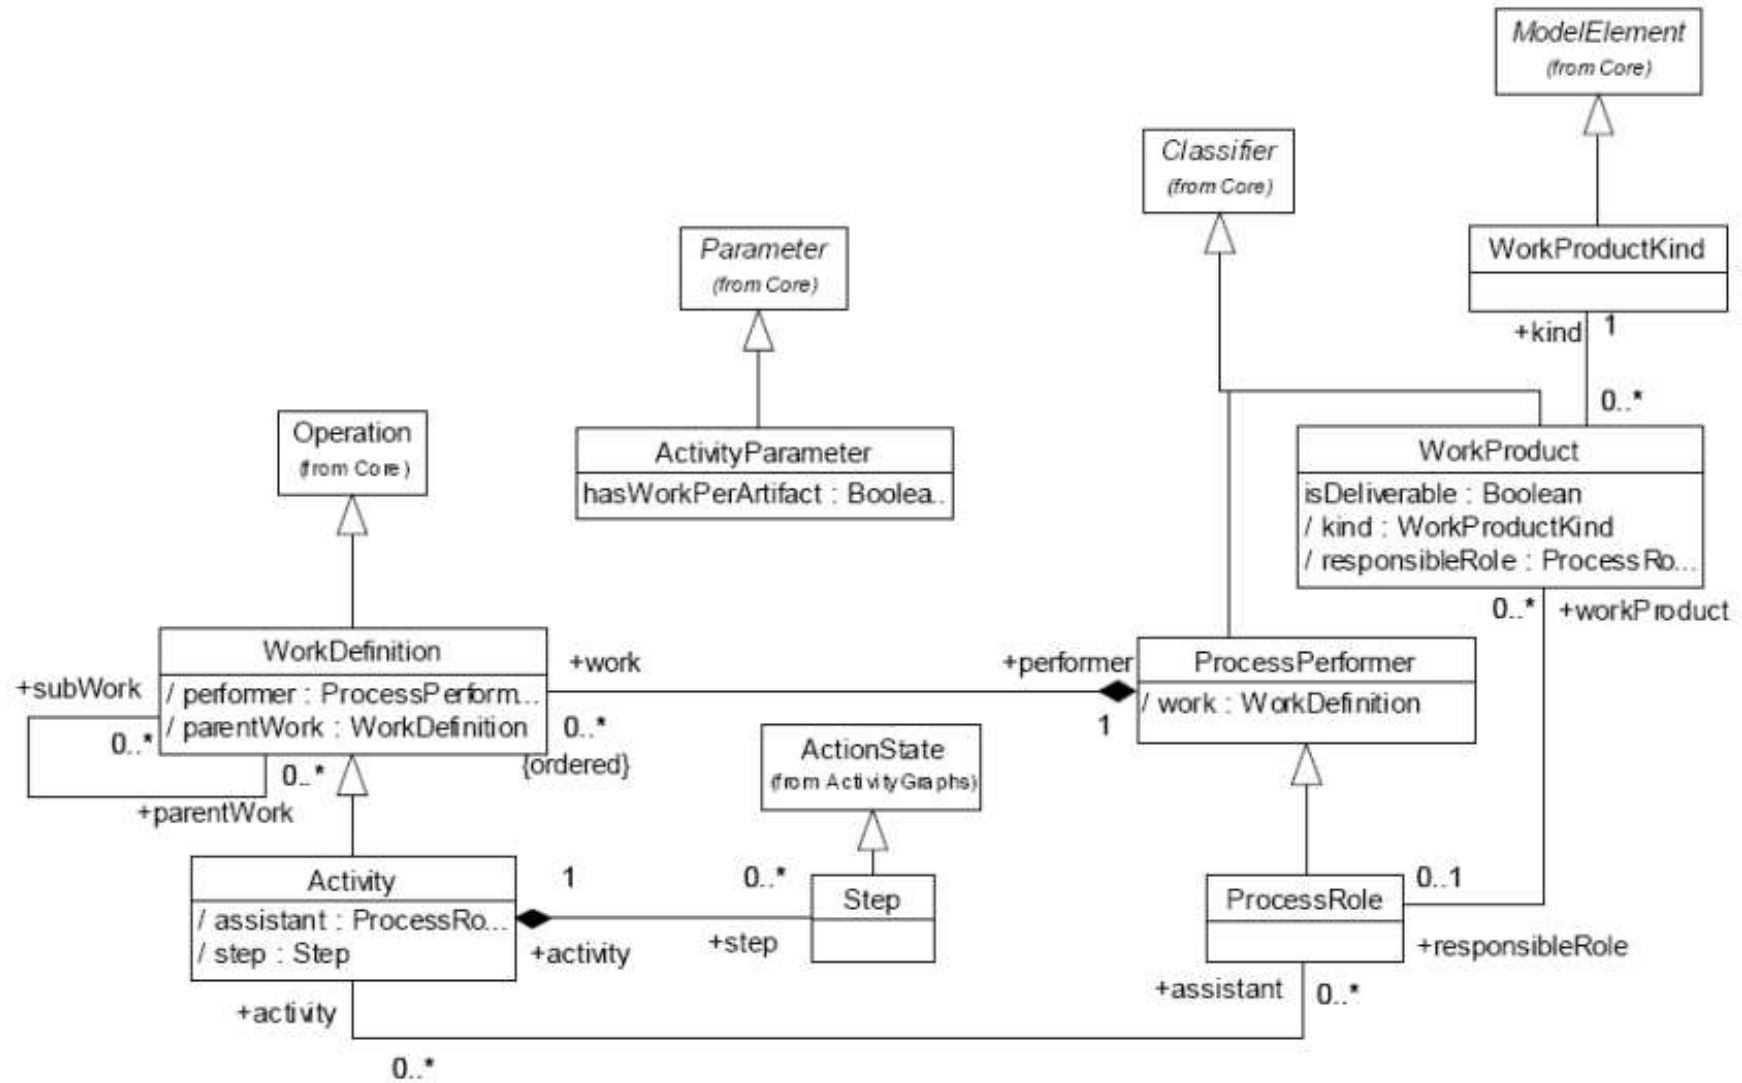 ModelElement
(from Core)
Classifier
(from Core)
WorkProductKind
Parameter
(from Core)
+kind
1
0..*
Operation
(from Core)
ActivityParameter
hasWorkPerArtifact : Boolea..
WorkProduct
isDeliverable : Boolean
/ kind : WorkProductKind
/ responsibleRole : ProcessRo...
0..*
+workProduct
WorkDefinition
/ performer : ProcessPerform...
/ parentWork : WorkDefinition
+subWork
0..*
0..*
+parentWork
+work
0..*
{ordered}
+performer
1
ProcessPerformer
/ work : WorkDefinition
ActionState
(from ActivityGraphs)
Activity
/ assistant : ProcessRo...
/ step : Step
1
+activity
0..*
+step
Step
ProcessRole
0..1
+responsibleRole
+assistant
0..*
+activity
0..*